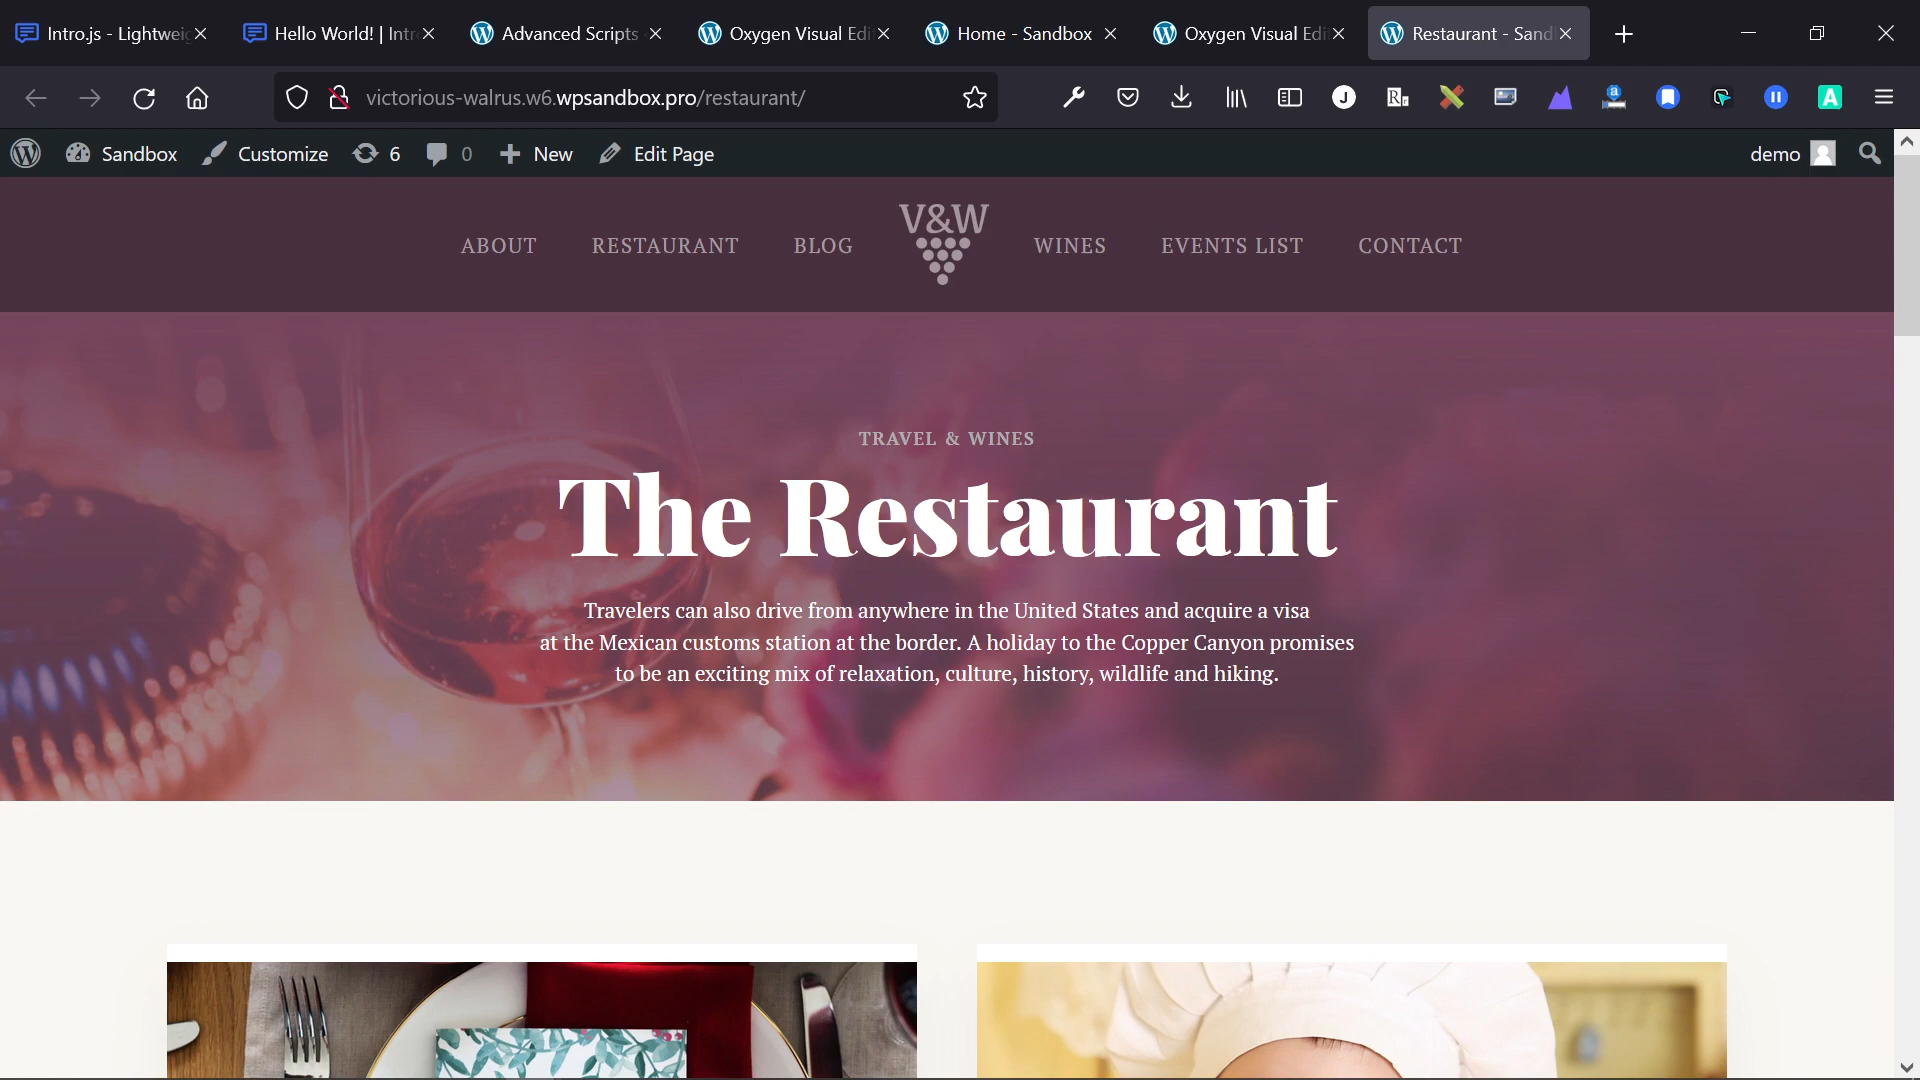 Intro.js - Lightwei
Hello World! | Intr
Advanced Scripts
Oxygen Visual Edi
Home - Sandbox
Oxygen Visual Edi
Restaurant - Sand
victorious-walrus.w6.wpsandbox.pro/restaurant/
Sandbox Customize 6 0 New Edit Page demo
ABOUT RESTAURANT BLOG V&W WINES EVENTS LIST CONTACT
TRAVEL & WINES
The Restaurant
Travelers can also drive from anywhere in the United States and acquire a visa
at the Mexican customs station at the border. A holiday to the Copper Canyon promises
to be an exciting mix of relaxation, culture, history, wildlife and hiking.